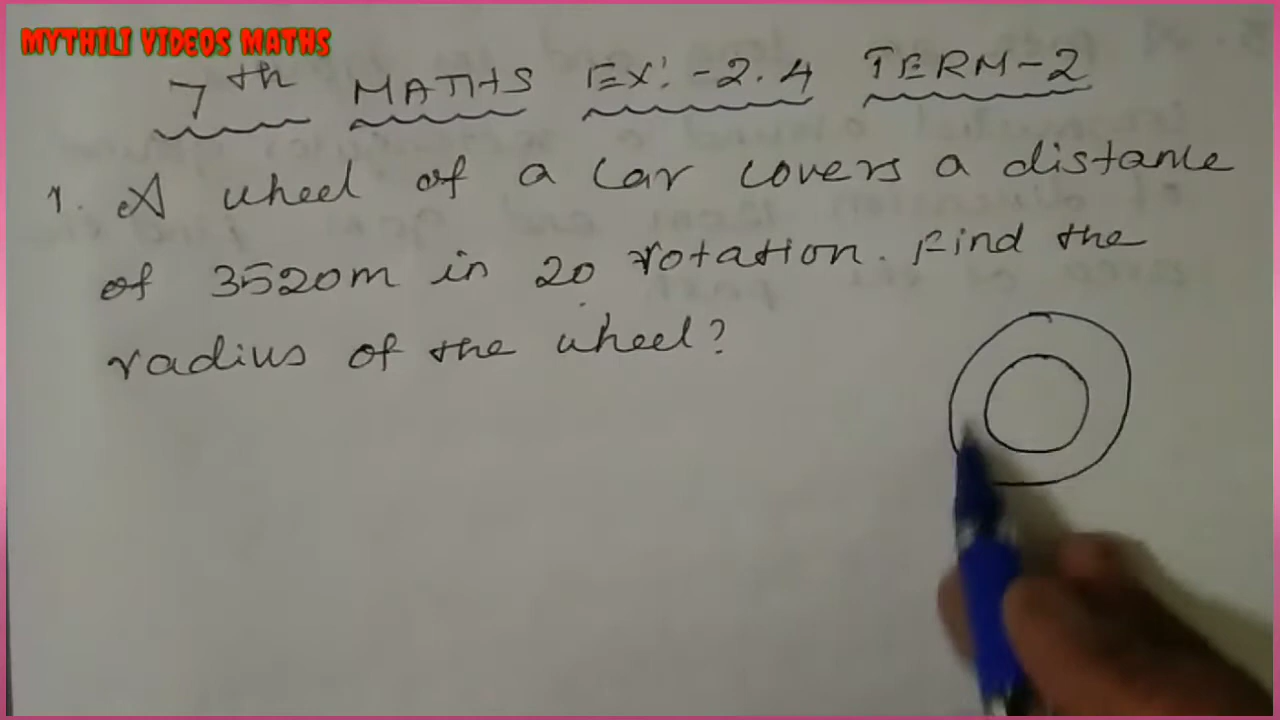 MYTHILI VIDEOS MATHS
7th MATHS EX:-2.4 TERM-2
1. A wheel of a car covers a distance
of 3520m in 20 rotation. Find the
radius of the wheel?